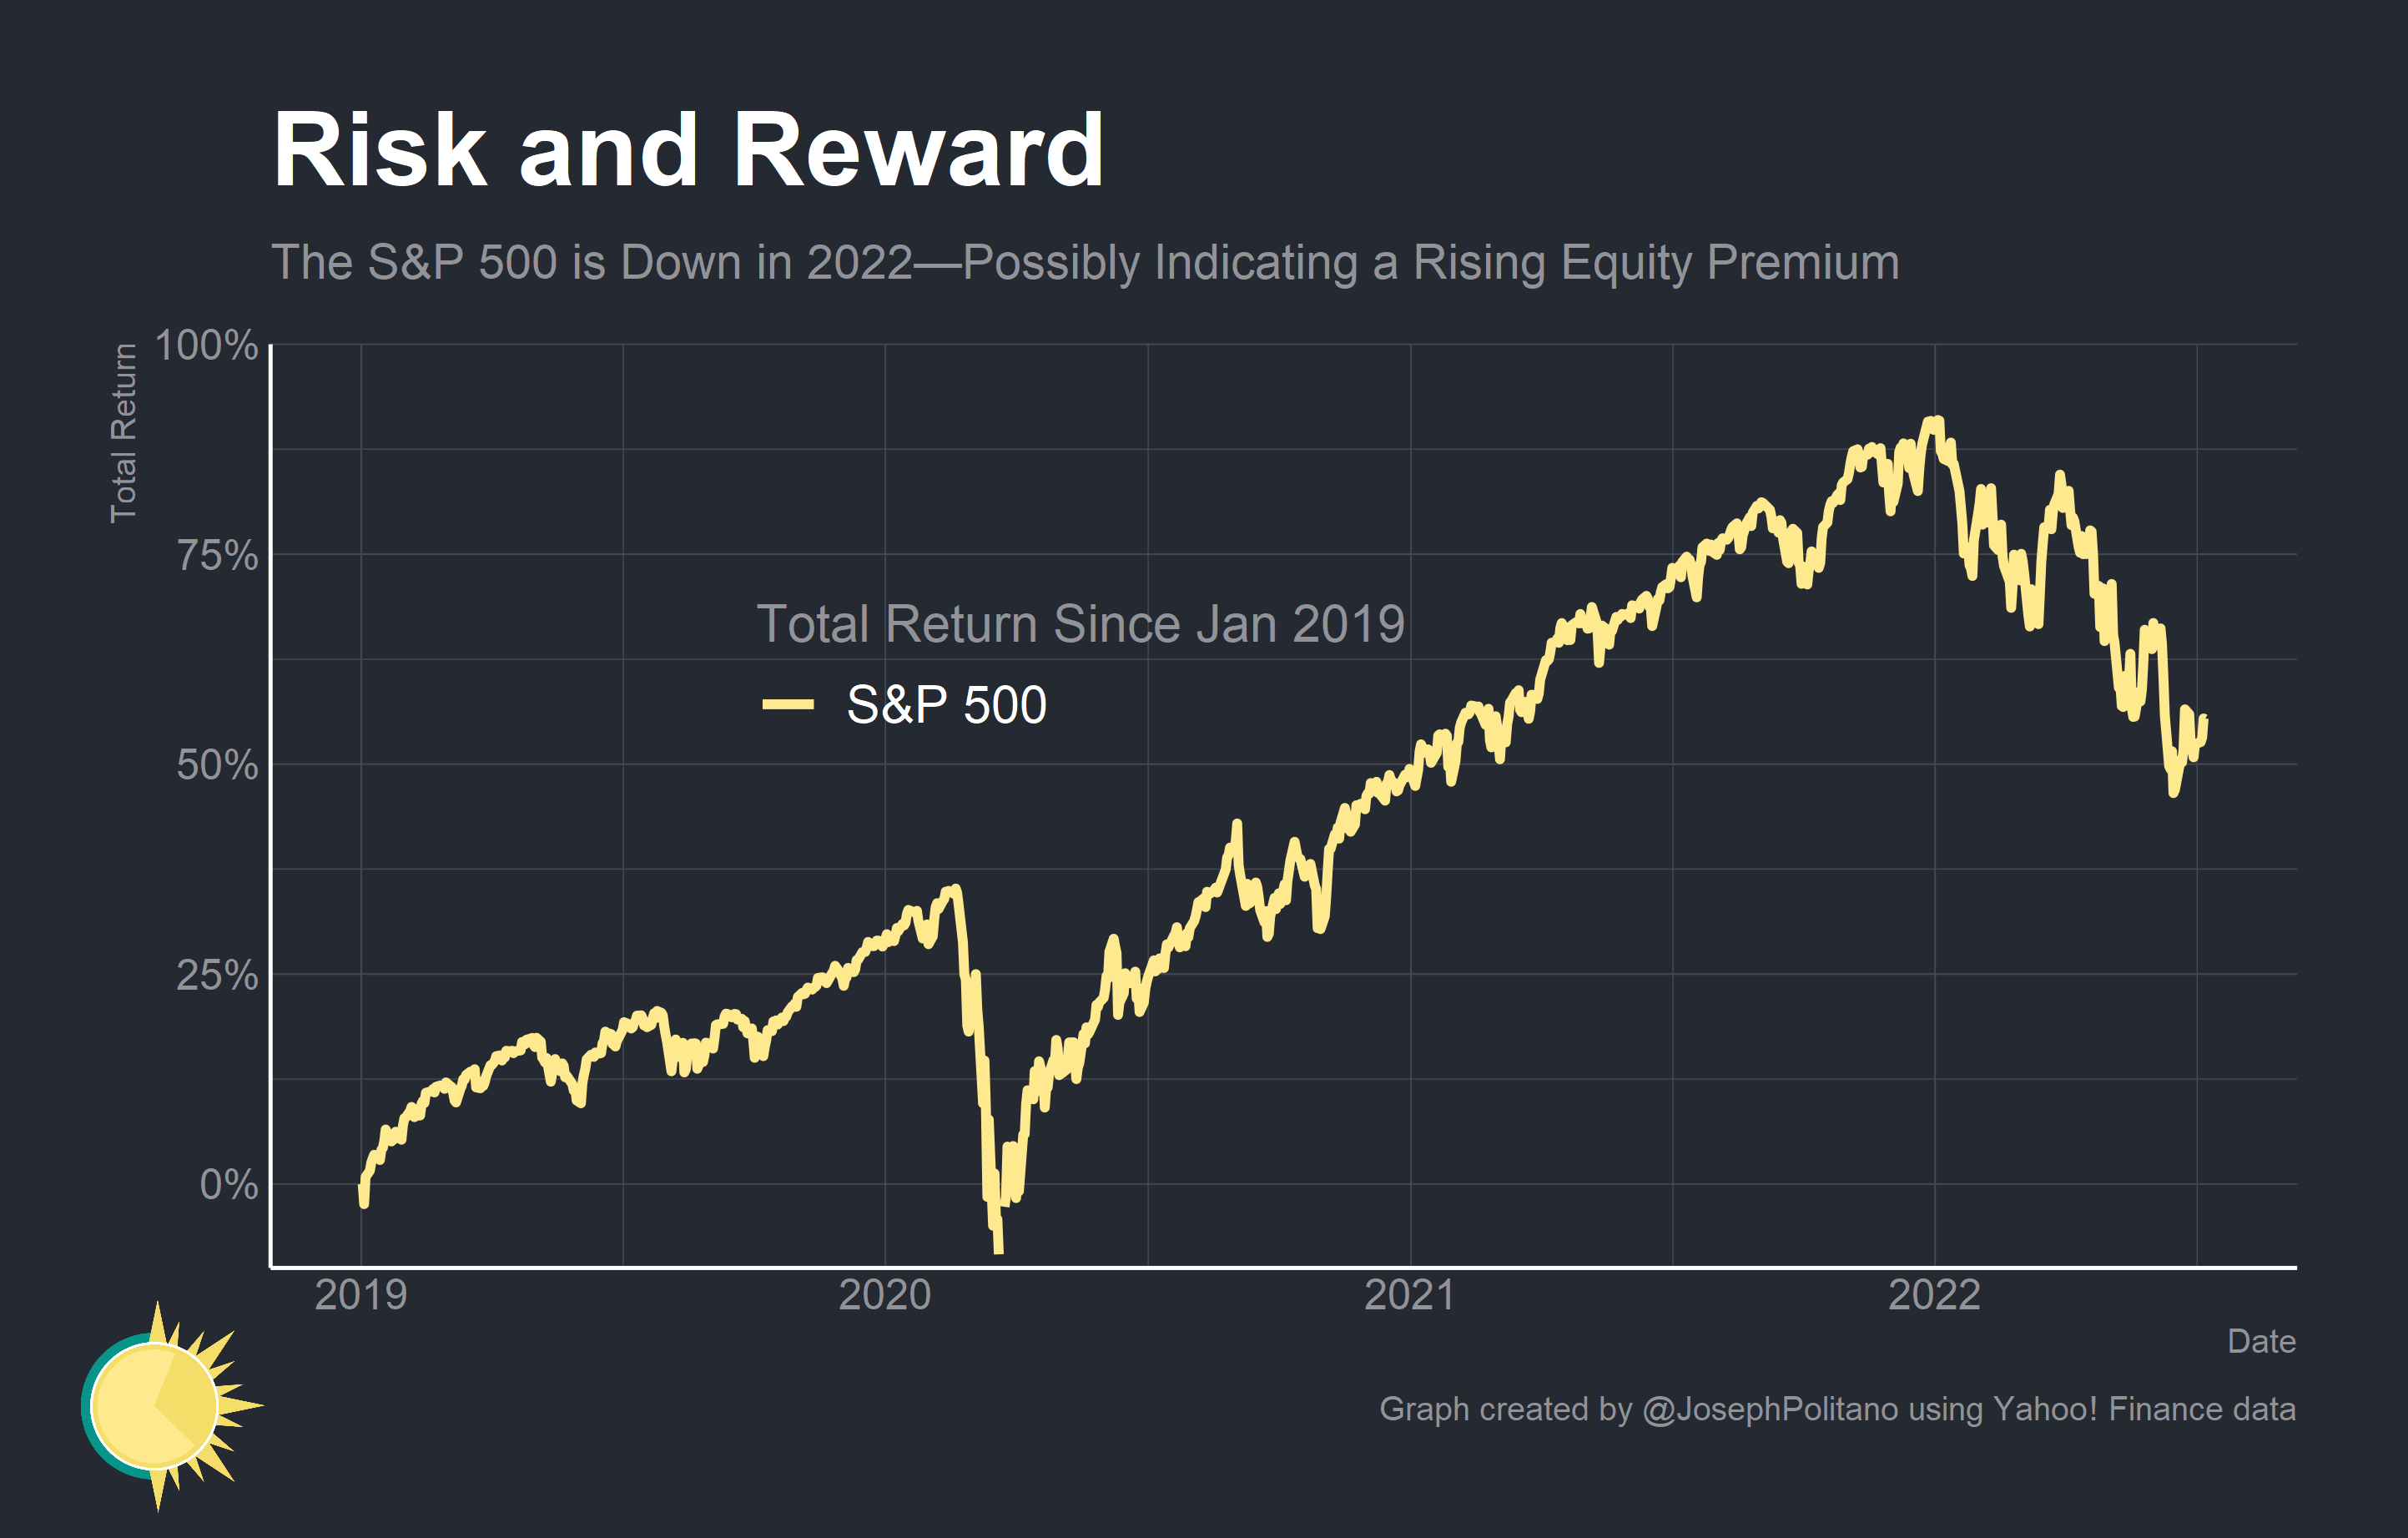 Risk and Reward
The S&P 500 is Down in 2022—Possibly Indicating a Rising Equity Premium
Total Return
100%
75%
50%
25%
0%
Total Return Since Jan 2019
S&P 500
2019 2020 2021 2022
Date
Graph created by @JosephPolitano using Yahoo! Finance data